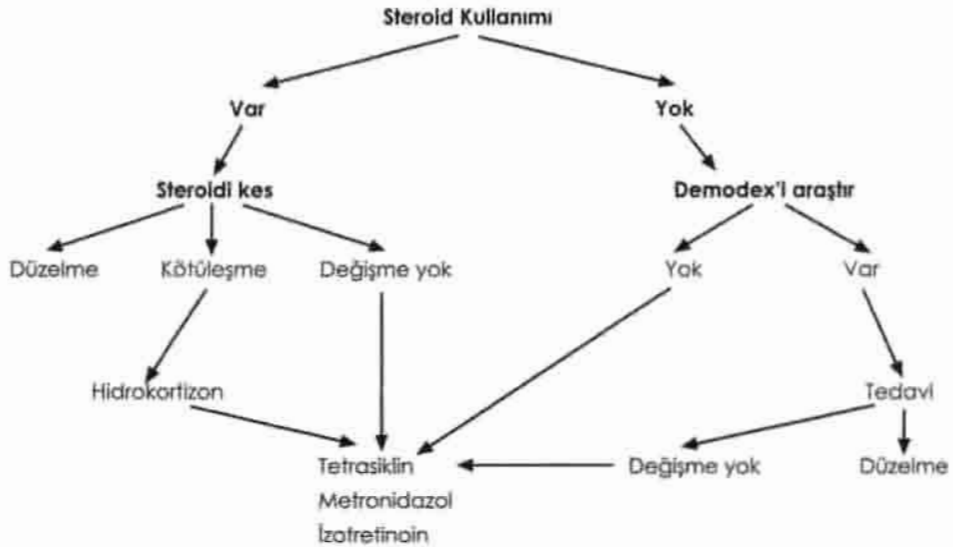 Steroid Kullanımı
Var Yok
Steroidi kes Demodex'i araştır
Düzelme Kötüleşme Değişme yok Yok Var
Hidrokortizon Tedavi
Tetrasiklin Değişme yok Düzelme
Metronidazol
İzotretinoin